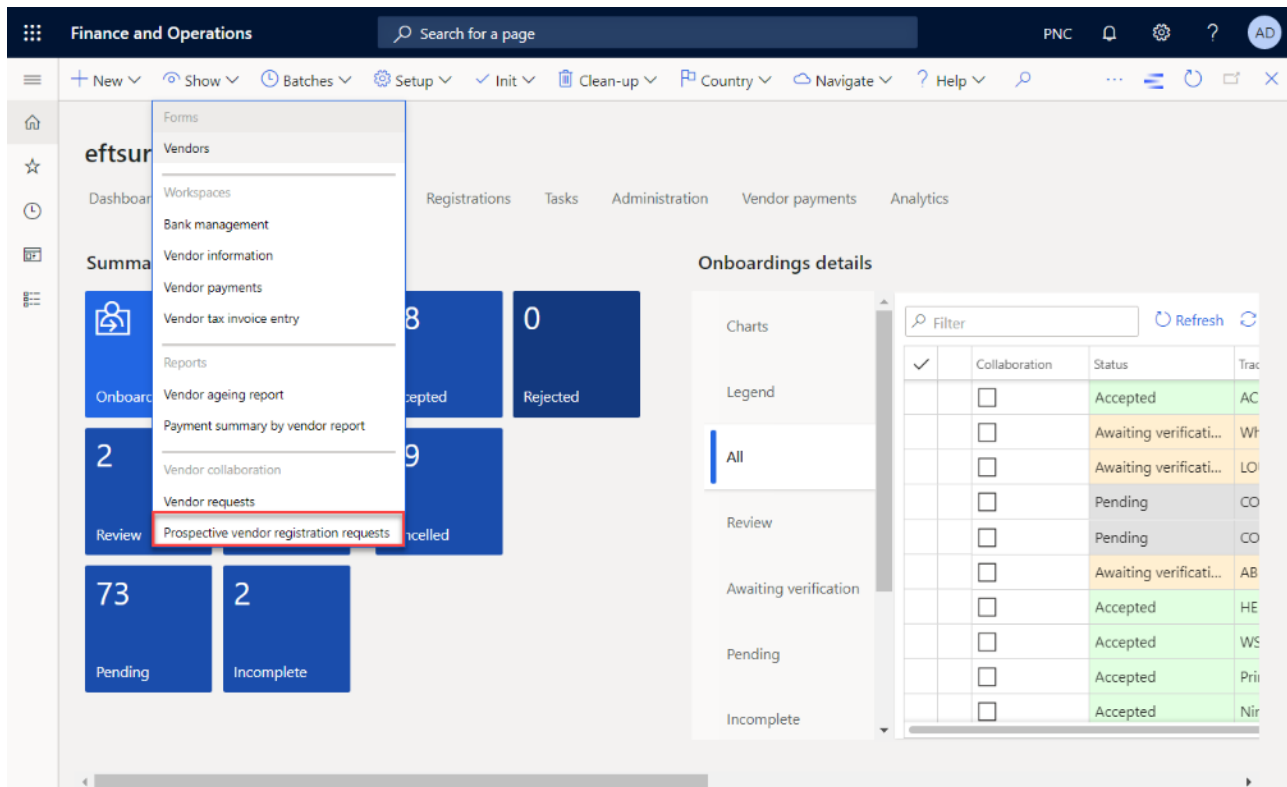 Finance and Operations
Search for a page
PNC
?
AD
New
Show
Batches
Setup
Init
Clean-up
Country
Navigate
? Help
...
eftsur
Dashboar
Registrations
Tasks
Administration
Vendor payments
Analytics
Forms
Vendors
Workspaces
Bank management
Vendor information
Vendor payments
Vendor tax invoice entry
Reports
Vendor ageing report
Payment summary by vendor report
Vendor collaboration
Vendor requests
Prospective vendor registration requests
Summa
Onboard
8
cepted
0
Rejected
2
Review
9
ncelled
73
Pending
2
Incomplete
Onboardings details
Charts
Legend
All
Review
Awaiting verification
Pending
Incomplete
Filter
Refresh
Collaboration
Status
Trac
Accepted
AC
Awaiting verificati...
Wh
Awaiting verificati...
LO
Pending
CO
Pending
CO
Awaiting verificati...
AB
Accepted
HE
Accepted
WS
Accepted
Pri
Accepted
Nir